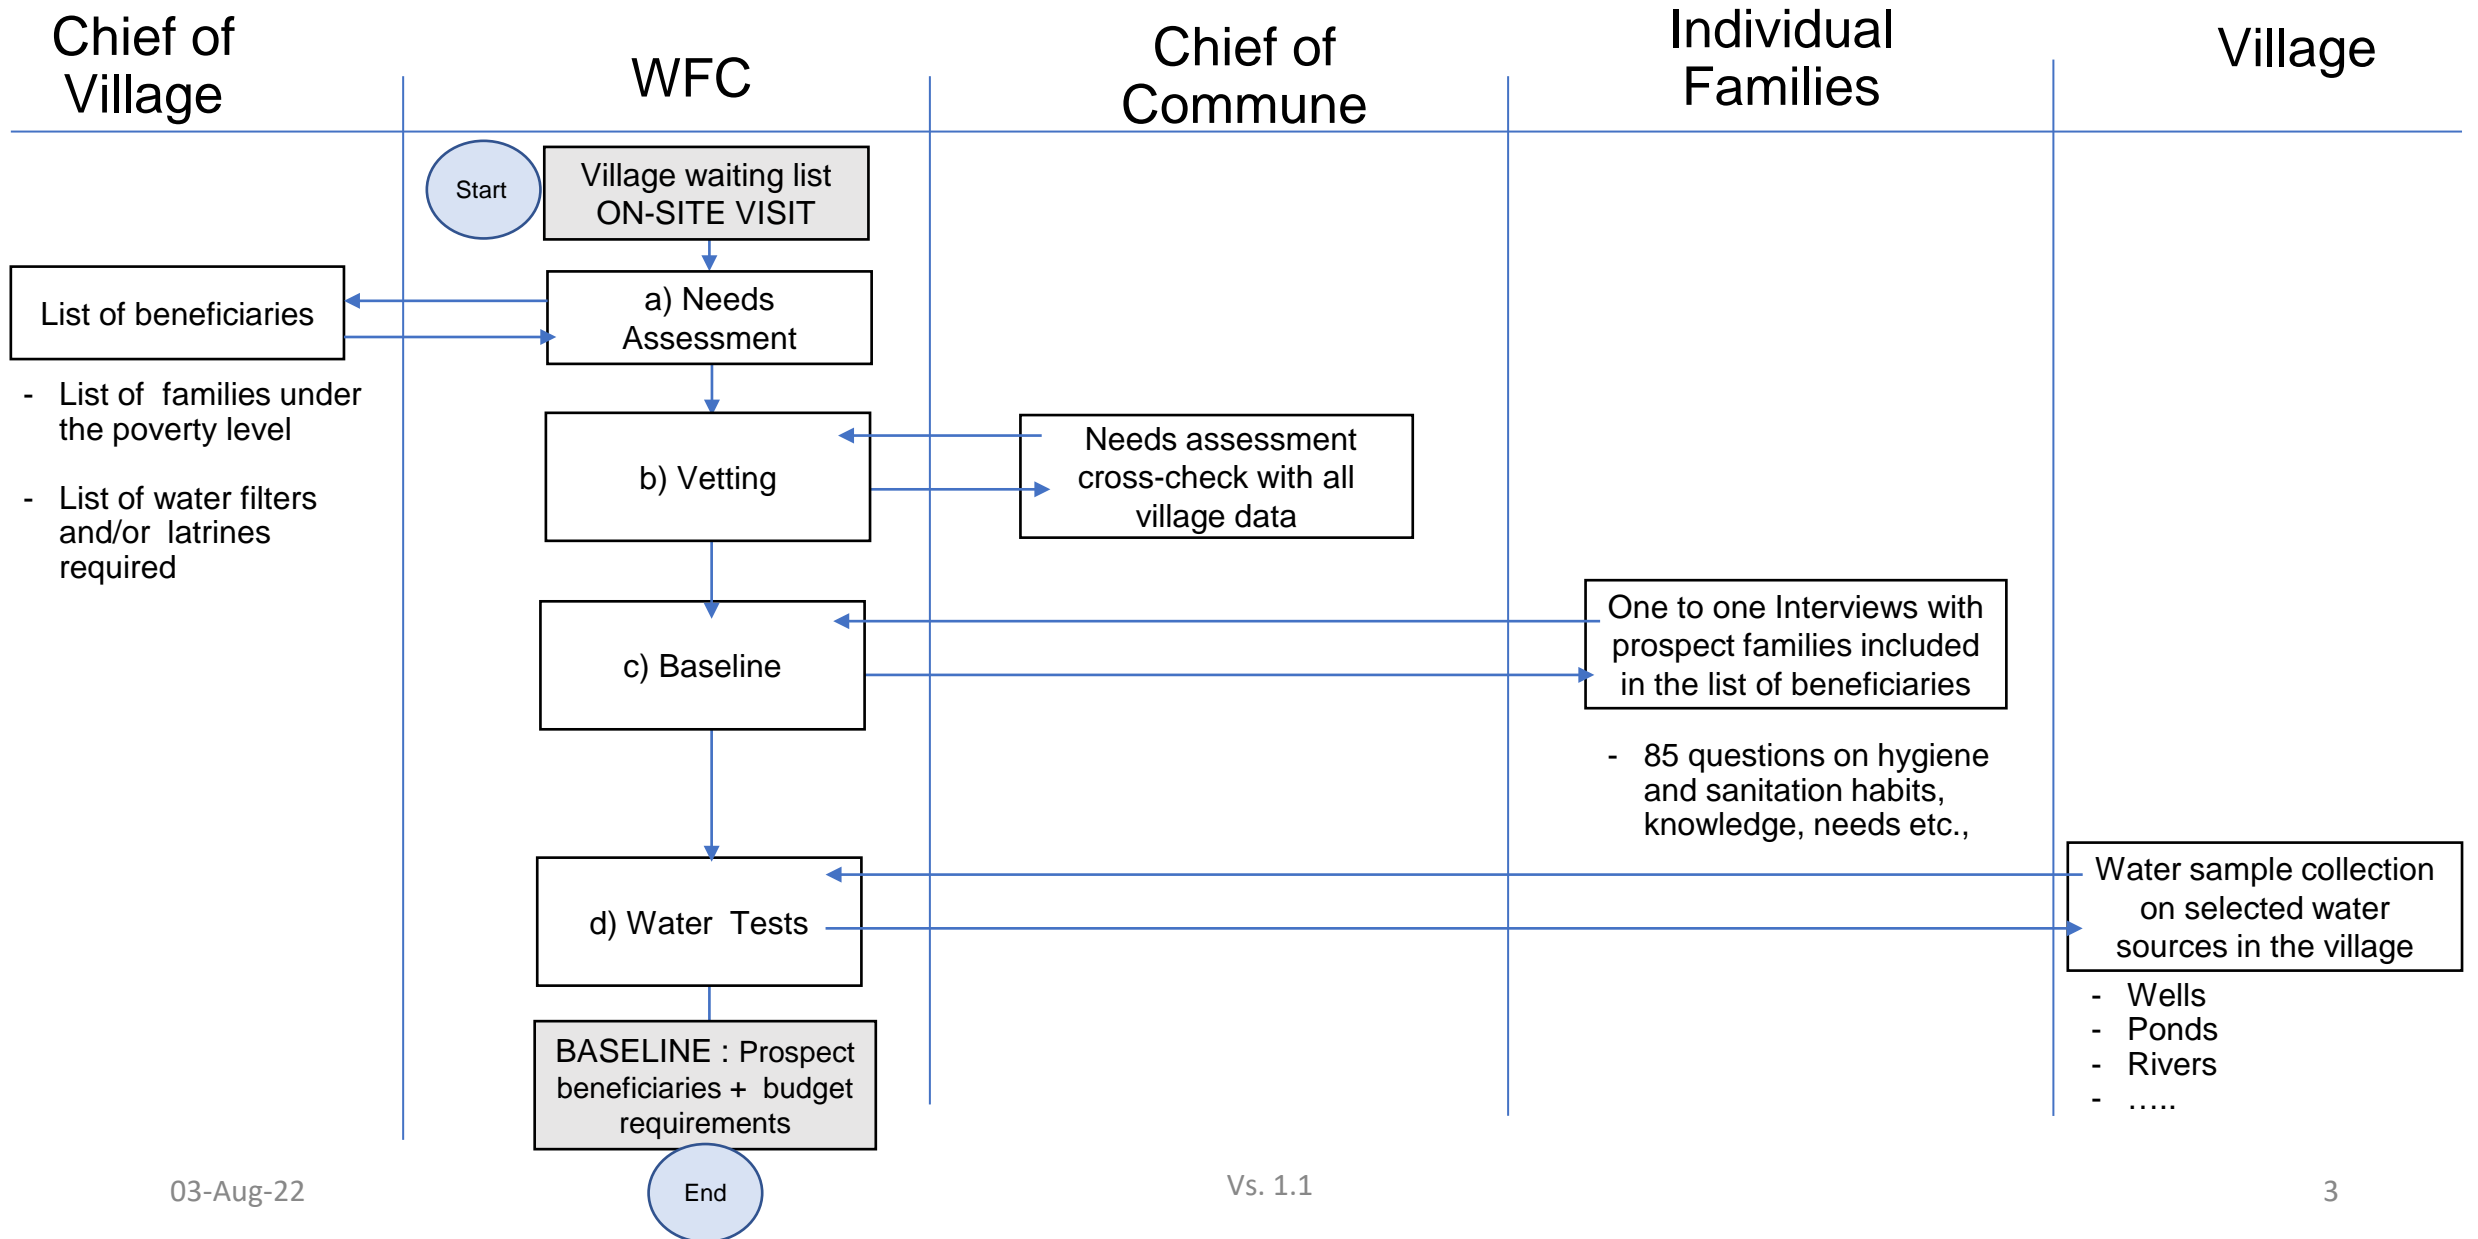 Chief of
Village
WFC
Chief of
Commune
Individual
Families
Village
Start
Village waiting list
ON-SITE VISIT
List of beneficiaries
a) Needs
Assessment
- List of families under
the poverty level
- List of water filters
and/or latrines
required
b) Vetting
Needs assessment
cross-check with all
village data
c) Baseline
One to one Interviews with
prospect families included
in the list of beneficiaries
- 85 questions on hygiene
and sanitation habits,
knowledge, needs etc.,
d) Water Tests
Water sample collection
on selected water
sources in the village
- Wells
- Ponds
- Rivers
- …..
BASELINE : Prospect
beneficiaries + budget
requirements
End
03-Aug-22
Vs. 1.1
3